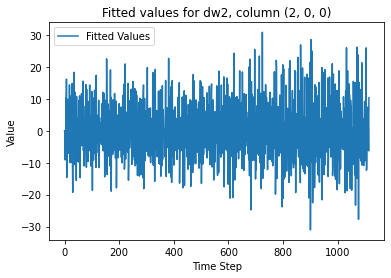 Fitted values for dw2, column (2, 0, 0)
Fitted Values
30
20
10
0
−10
−20
−30
Value
0 200 400 600 800 1000
Time Step